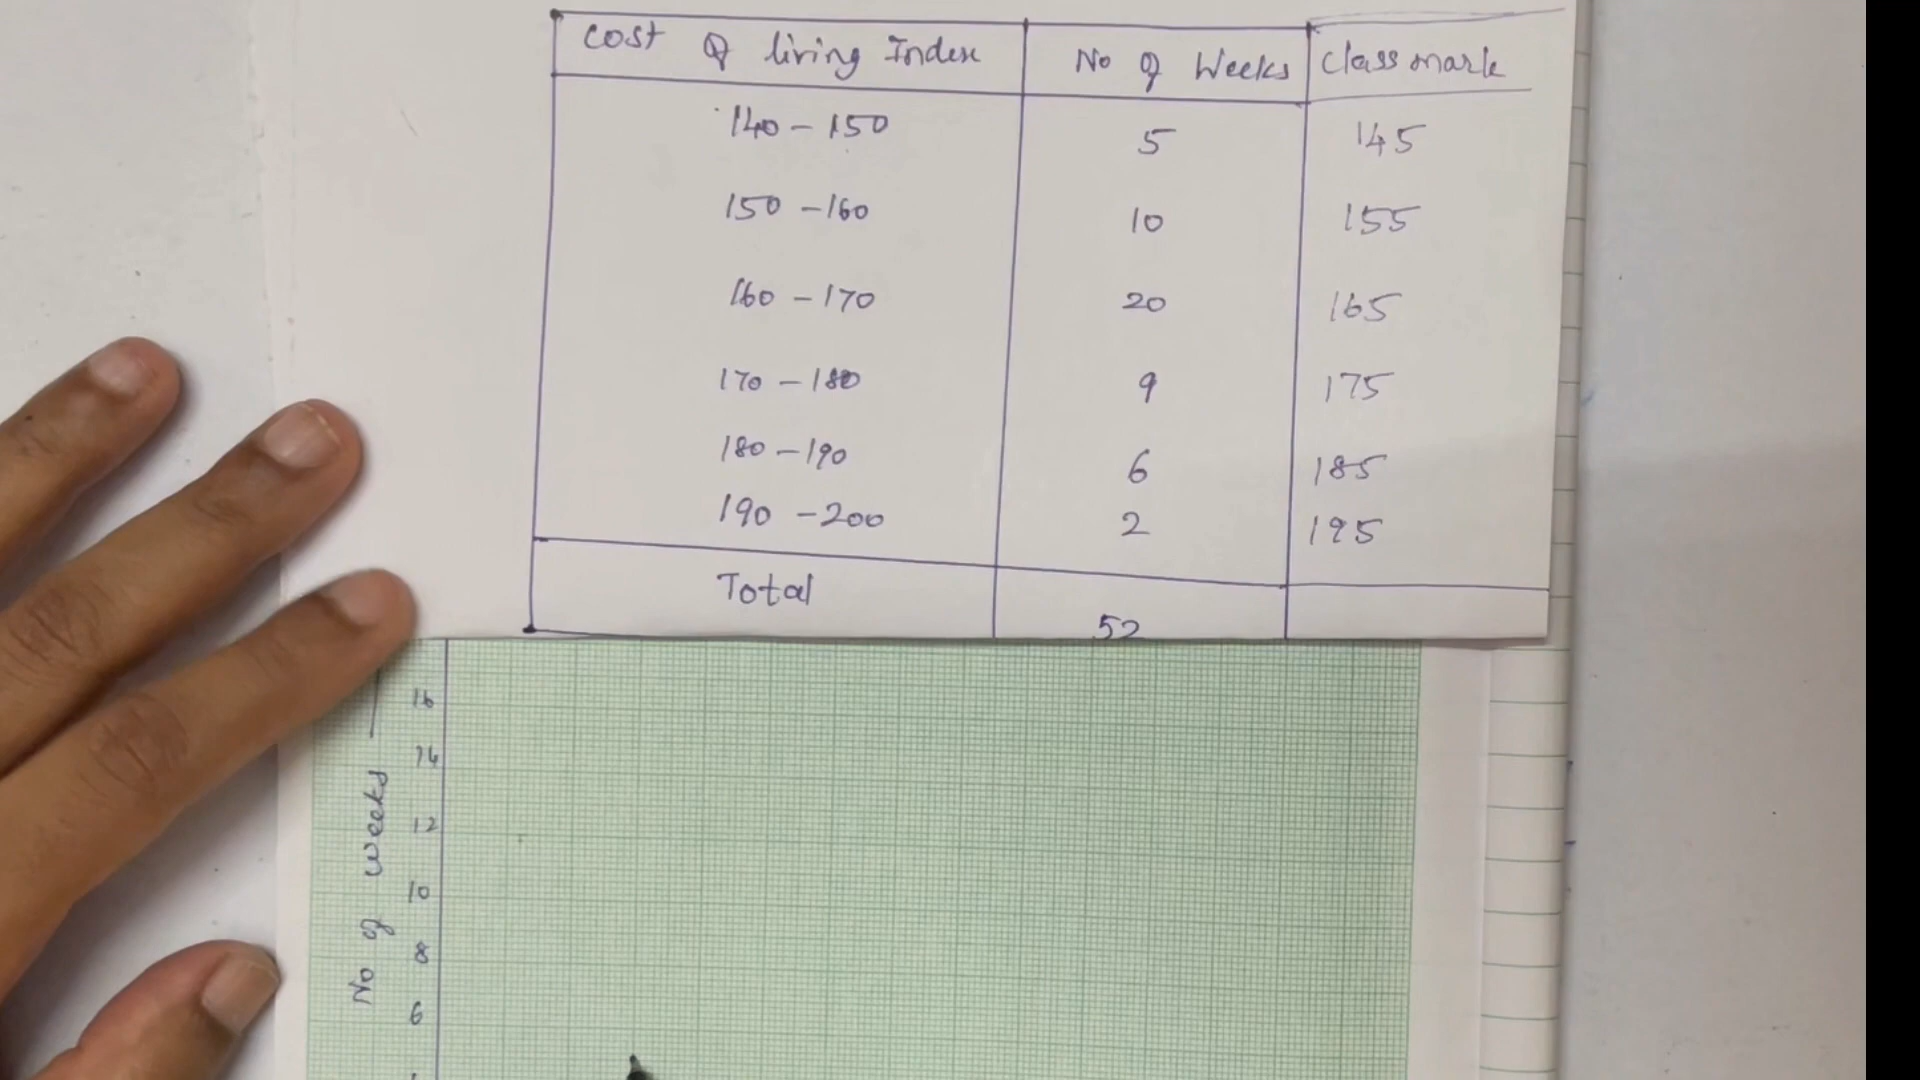 Cost of living Index No of Weeks Class mark
140 - 150 5 145
150 - 160 10 155
160 - 170 20 165
170 - 180 9 175
180 - 190 6 185
190 - 200 2 195
Total 52
16
14
12
10
8
6
No of weeks